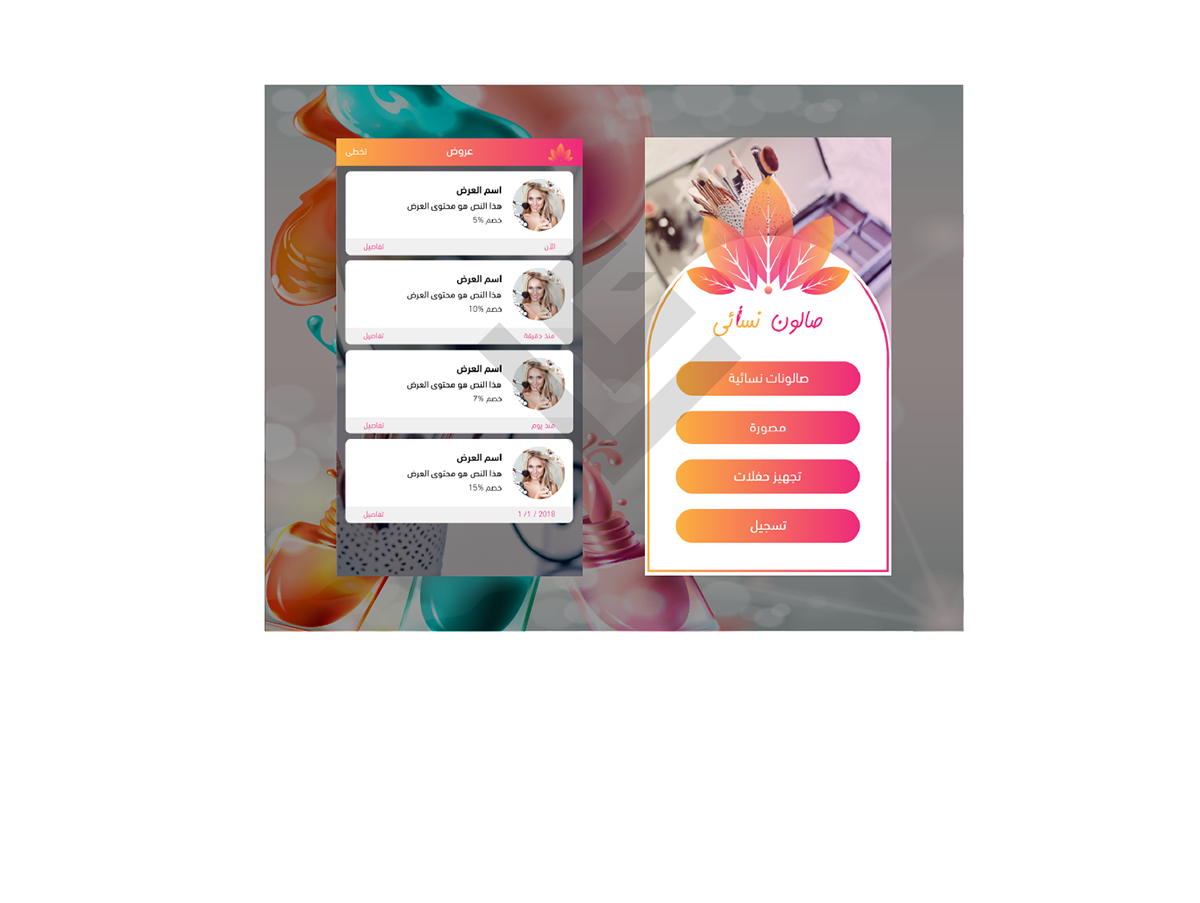 تخطى
عروض
اسم العرض
هذا النص هو محتوى العرض
خصم 5%
الآن
تفاصيل
اسم العرض
هذا النص هو محتوى العرض
خصم 10%
منذ دقيقة
تفاصيل
اسم العرض
هذا النص هو محتوى العرض
خصم 7%
منذ يوم
تفاصيل
اسم العرض
هذا النص هو محتوى العرض
خصم 15%
1 /1 / 2018
تفاصيل
صالون نسائى
صالونات نسائية
مصورة
تجهيز حفلات
تسجيل